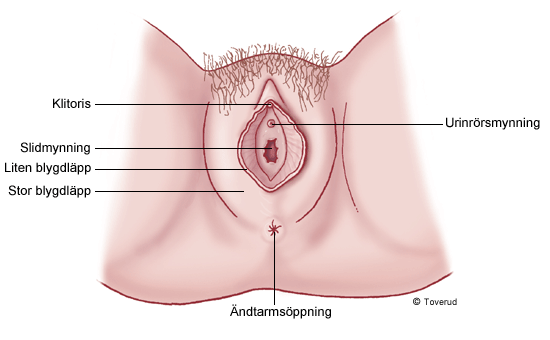 Klitoris
Urinrörsmynning
Slidmynning
Liten blygdläpp
Stor blygdläpp
© Toverud
Ändtarmsöppning